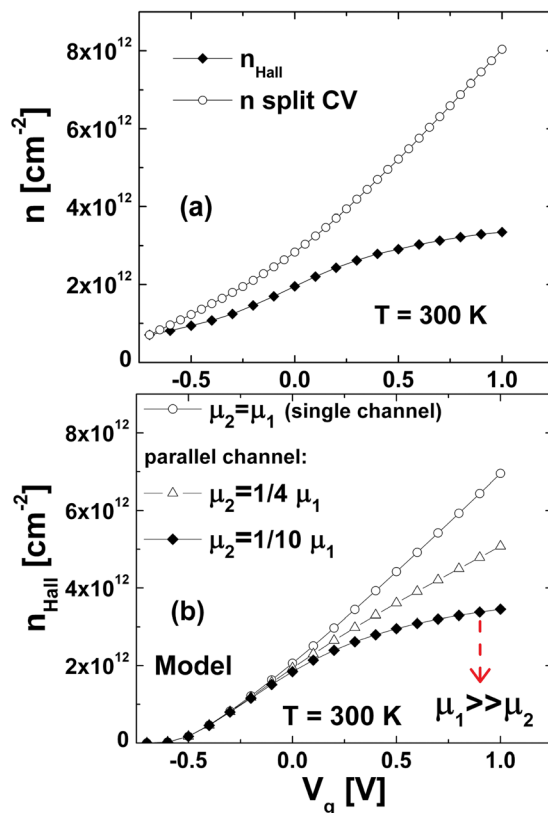 n [cm⁻²]
8x10¹²
6x10¹²
4x10¹²
2x10¹²
0
n_Hall
n split CV
(a)
T = 300 K
-0.5 0.0 0.5 1.0
n_Hall [cm⁻²]
8x10¹²
6x10¹²
4x10¹²
2x10¹²
0
μ₂=μ₁ (single channel)
parallel channel:
μ₂=1/4 μ₁
μ₂=1/10 μ₁
(b)
Model
T = 300 K
μ₁>>μ₂
-0.5 0.0 0.5 1.0
V_g [V]